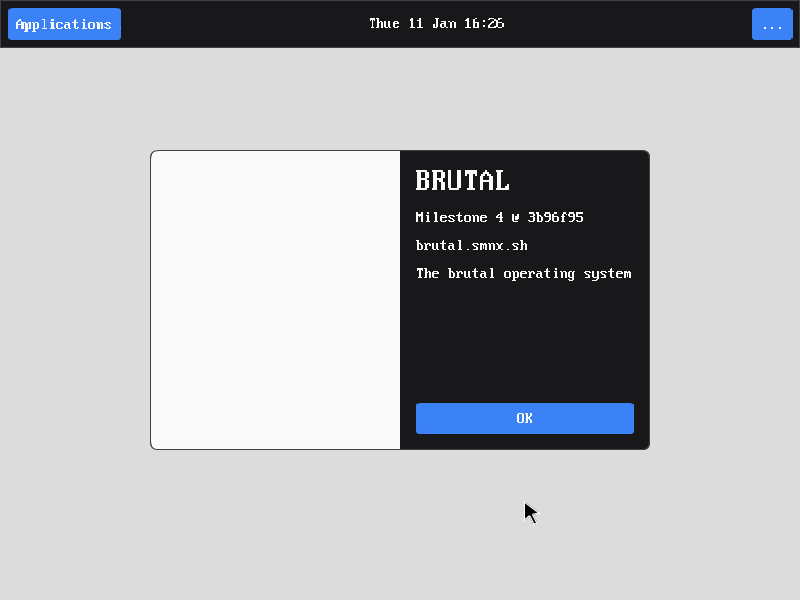 Applications
Thue 11 Jan 16:26
...
BRUTAL
Milestone 4 @ 3b96f95
brutal.smnx.sh
The brutal operating system
OK